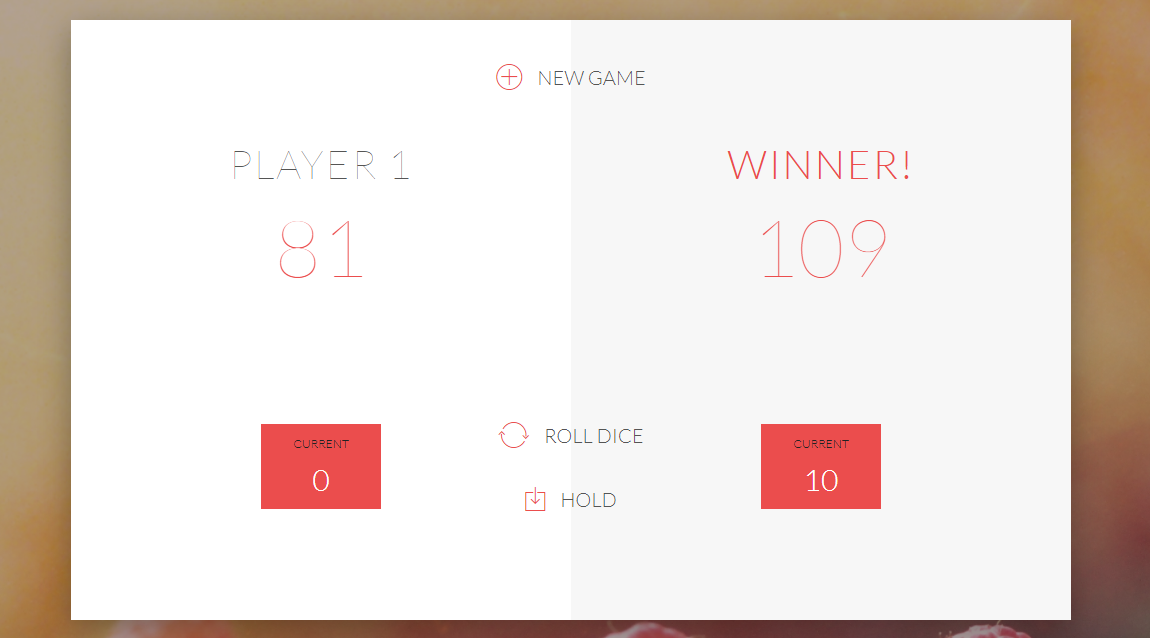 NEW GAME
PLAYER 1
81
WINNER!
109
CURRENT
0
ROLL DICE
HOLD
CURRENT
10